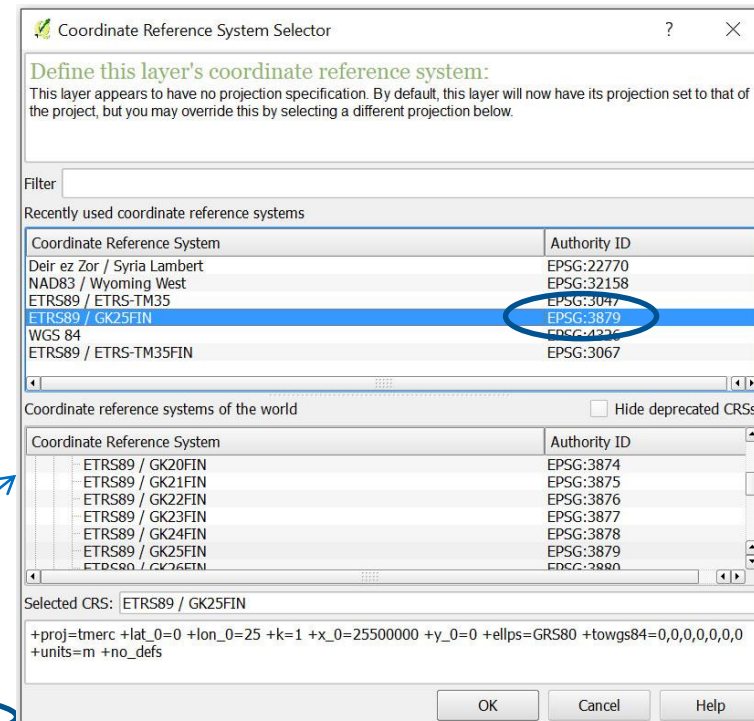 Coordinate Reference System Selector ? ×
Define this layer's coordinate reference system:
This layer appears to have no projection specification. By default, this layer will now have its projection set to that of
the project, but you may override this by selecting a different projection below.
Filter
Recently used coordinate reference systems
Coordinate Reference System Authority ID
Deir ez Zor / Syria Lambert EPSG:22770
NAD83 / Wyoming West EPSG:32158
ETRS89 / ETRS-TM35 EPSG:3047
ETRS89 / GK25FIN EPSG:3879
WGS 84 EPSG:4326
ETRS89 / ETRS-TM35FIN EPSG:3067
Coordinate reference systems of the world Hide deprecated CRSs
Coordinate Reference System Authority ID
ETRS89 / GK20FIN EPSG:3874
ETRS89 / GK21FIN EPSG:3875
ETRS89 / GK22FIN EPSG:3876
ETRS89 / GK23FIN EPSG:3877
ETRS89 / GK24FIN EPSG:3878
ETRS89 / GK25FIN EPSG:3879
ETRS89 / GK26FIN EPSG:3880
Selected CRS: ETRS89 / GK25FIN
+proj=tmerc +lat_0=0 +lon_0=25 +k=1 +x_0=25500000 +y_0=0 +ellps=GRS80 +towgs84=0,0,0,0,0,0,0
+units=m +no_defs
OK Cancel Help